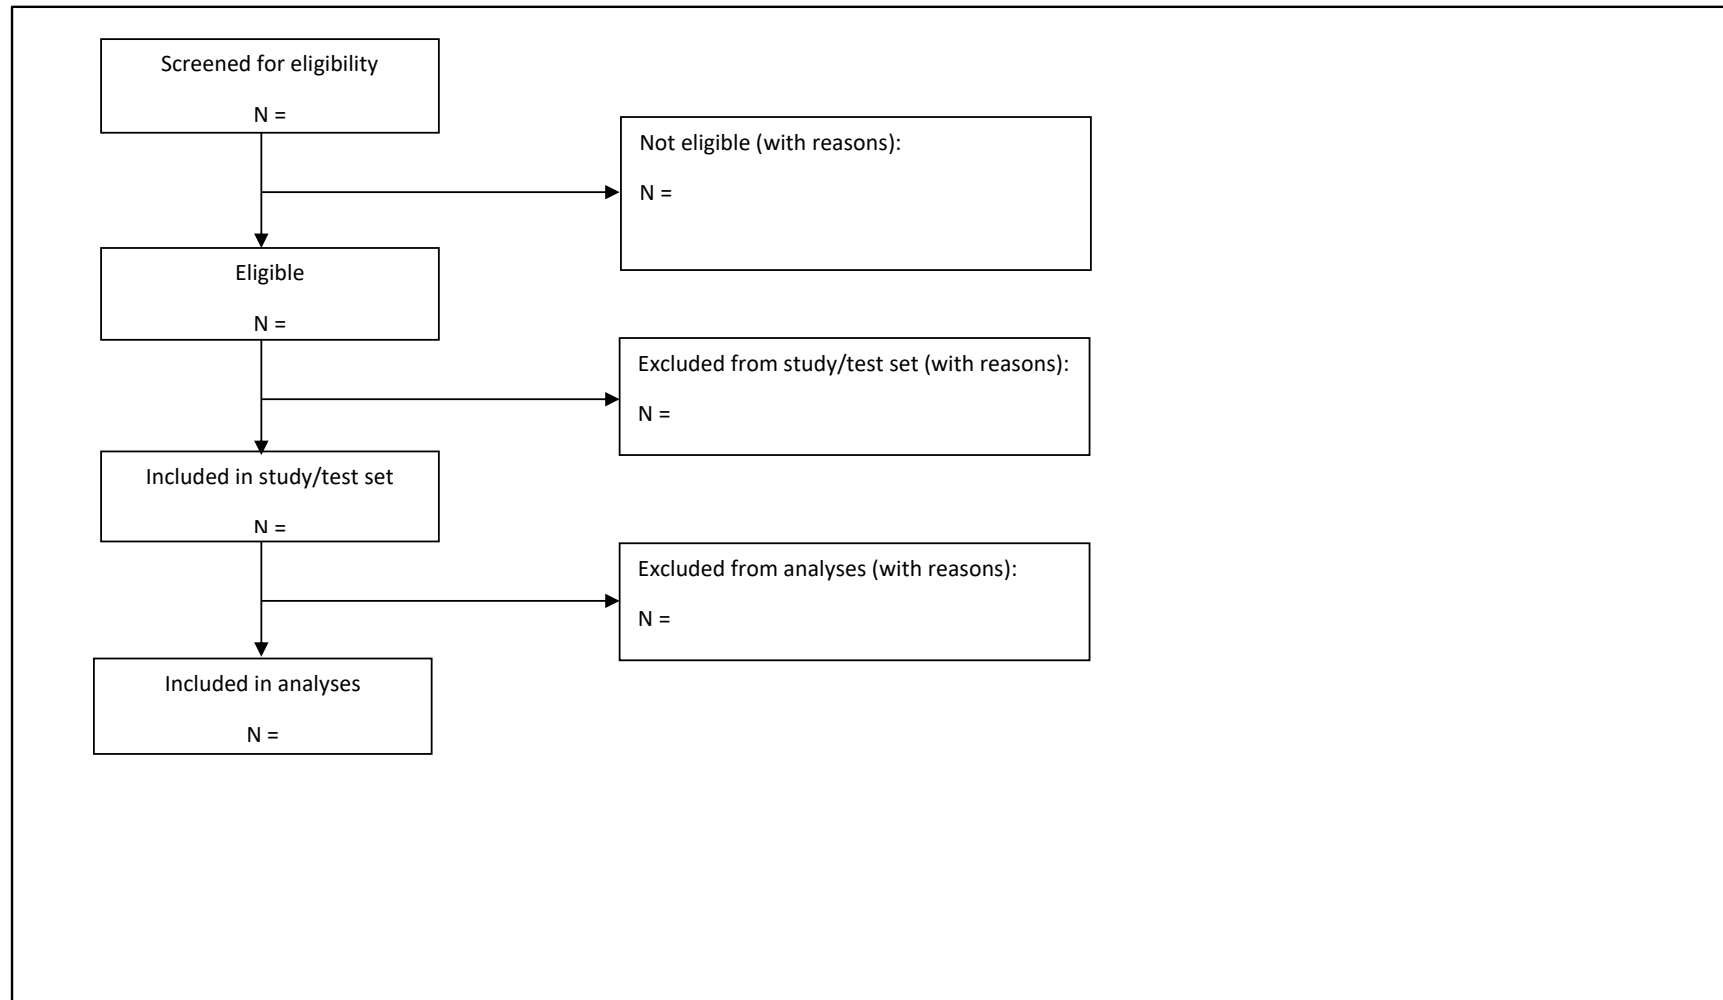 Screened for eligibility
N =
Not eligible (with reasons):
N =
Eligible
N =
Excluded from study/test set (with reasons):
N =
Included in study/test set
N =
Excluded from analyses (with reasons):
N =
Included in analyses
N =